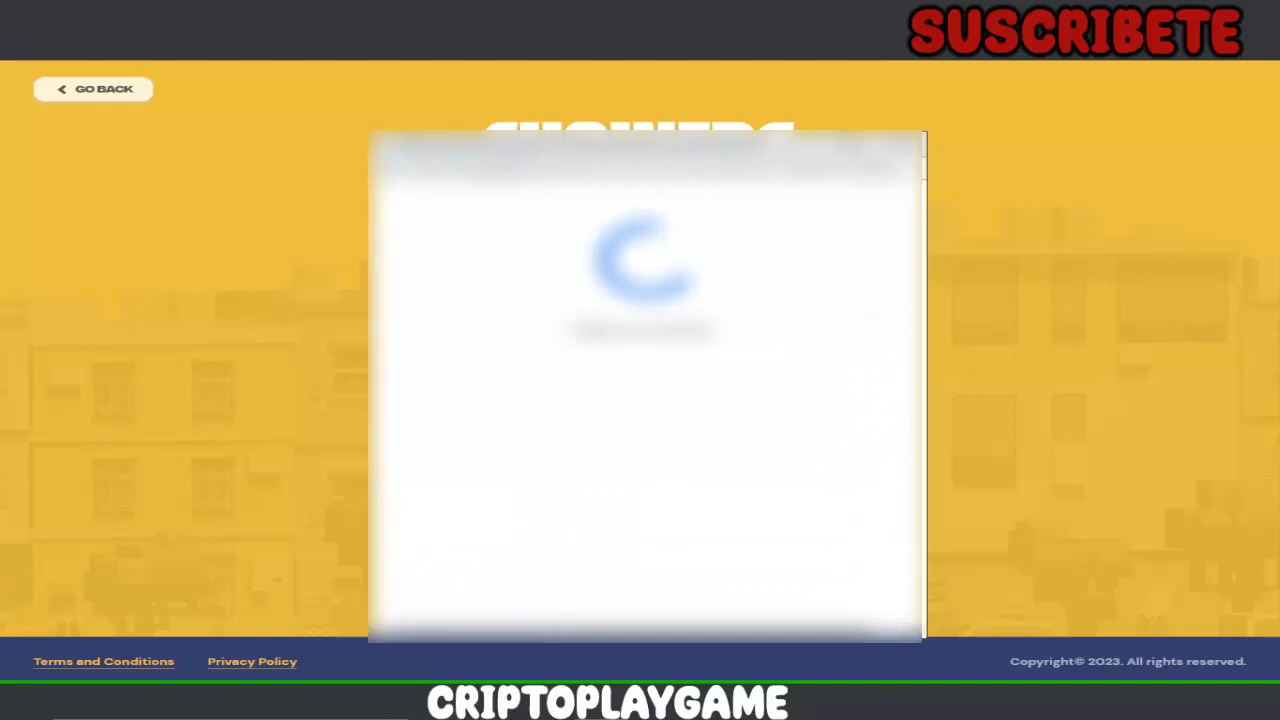 SUSCRIBETE
GO BACK
Terms and Conditions
Privacy Policy
Copyright© 2023. All rights reserved.
CRIPTOPLAYGAME